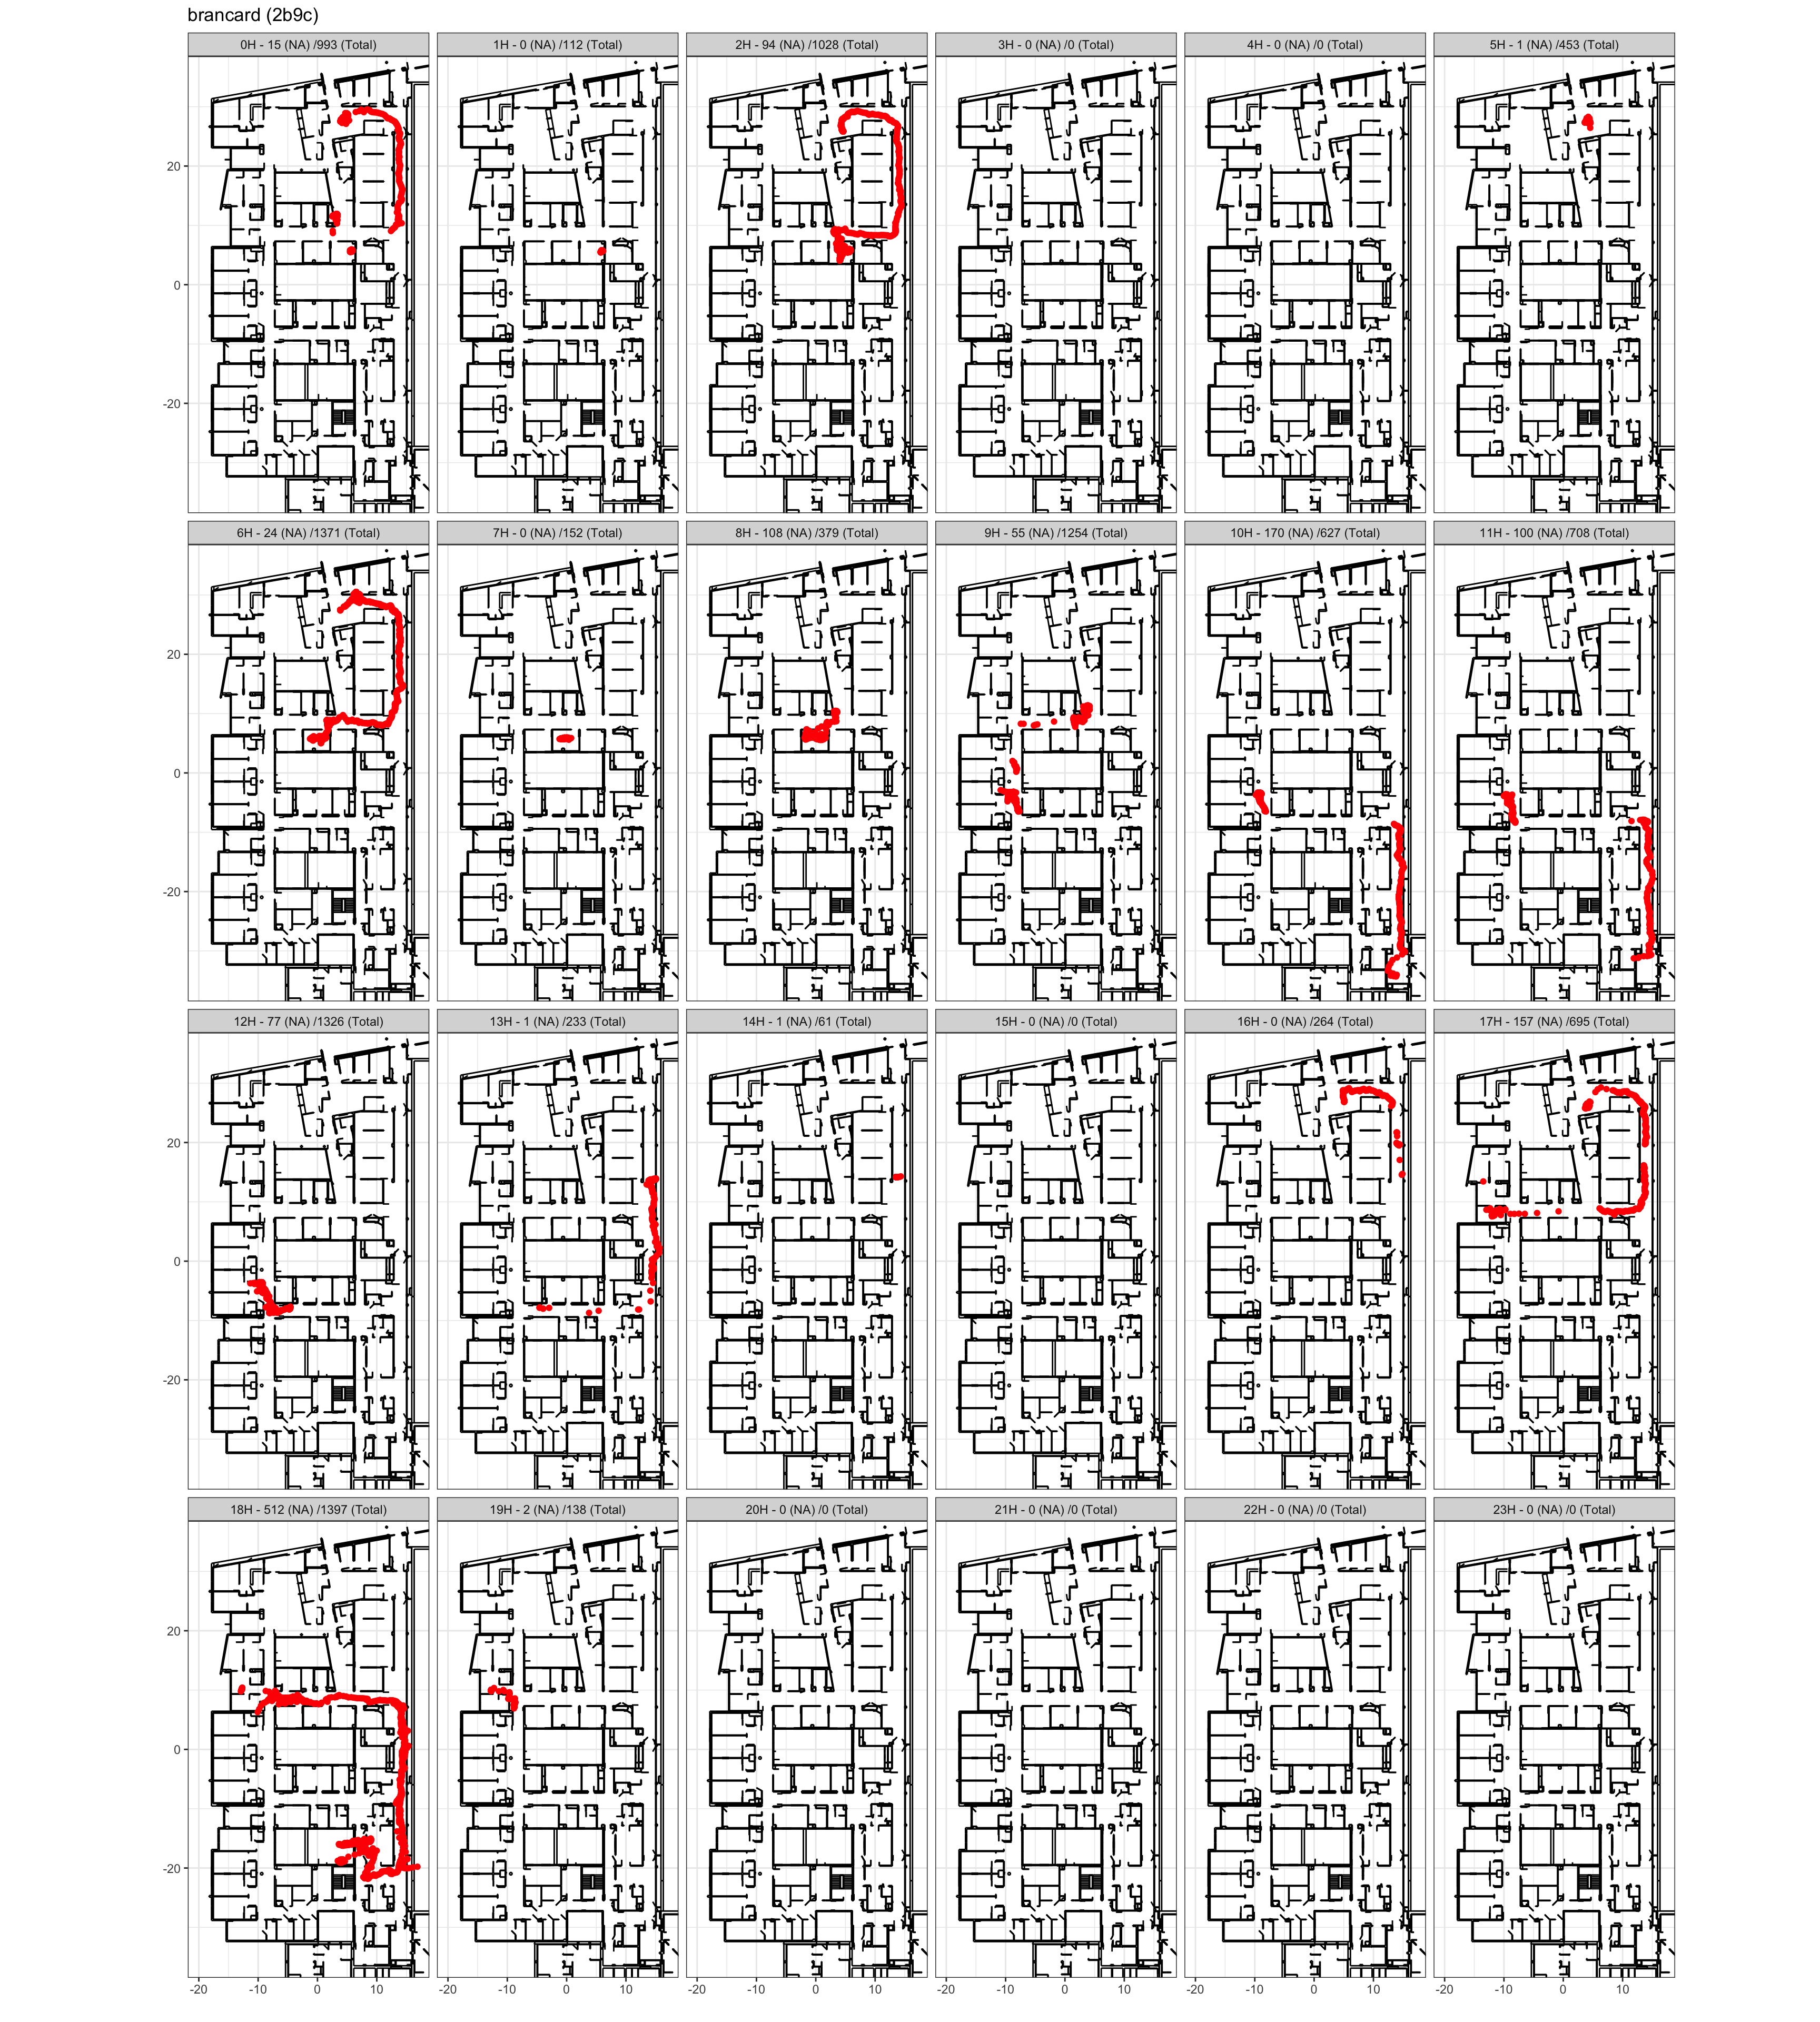 brancard (2b9c)
0H - 15 (NA) /993 (Total) 1H - 0 (NA) /112 (Total) 2H - 94 (NA) /1028 (Total) 3H - 0 (NA) /0 (Total) 4H - 0 (NA) /0 (Total) 5H - 1 (NA) /453 (Total)
20
0
-20
6H - 24 (NA) /1371 (Total) 7H - 0 (NA) /152 (Total) 8H - 108 (NA) /379 (Total) 9H - 55 (NA) /1254 (Total) 10H - 170 (NA) /627 (Total) 11H - 100 (NA) /708 (Total)
20
0
-20
12H - 77 (NA) /1326 (Total) 13H - 1 (NA) /233 (Total) 14H - 1 (NA) /61 (Total) 15H - 0 (NA) /0 (Total) 16H - 0 (NA) /264 (Total) 17H - 157 (NA) /695 (Total)
20
0
-20
18H - 512 (NA) /1397 (Total) 19H - 2 (NA) /138 (Total) 20H - 0 (NA) /0 (Total) 21H - 0 (NA) /0 (Total) 22H - 0 (NA) /0 (Total) 23H - 0 (NA) /0 (Total)
20
0
-20
-20 -10 0 10 -20 -10 0 10 -20 -10 0 10 -20 -10 0 10 -20 -10 0 10 -20 -10 0 10